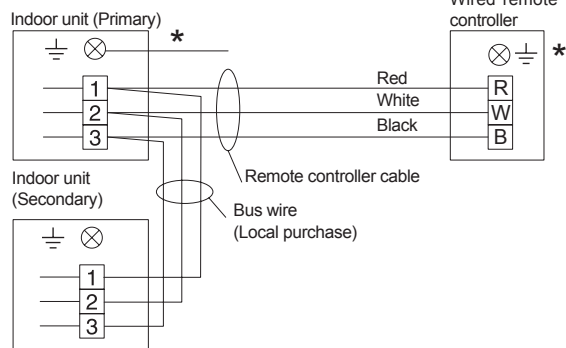 Indoor unit (Primary)
*
Wired remote
controller
*
1
2
3
Red
White
Black
R
W
B
Remote controller cable
Indoor unit
(Secondary)
Bus wire
(Local purchase)
1
2
3